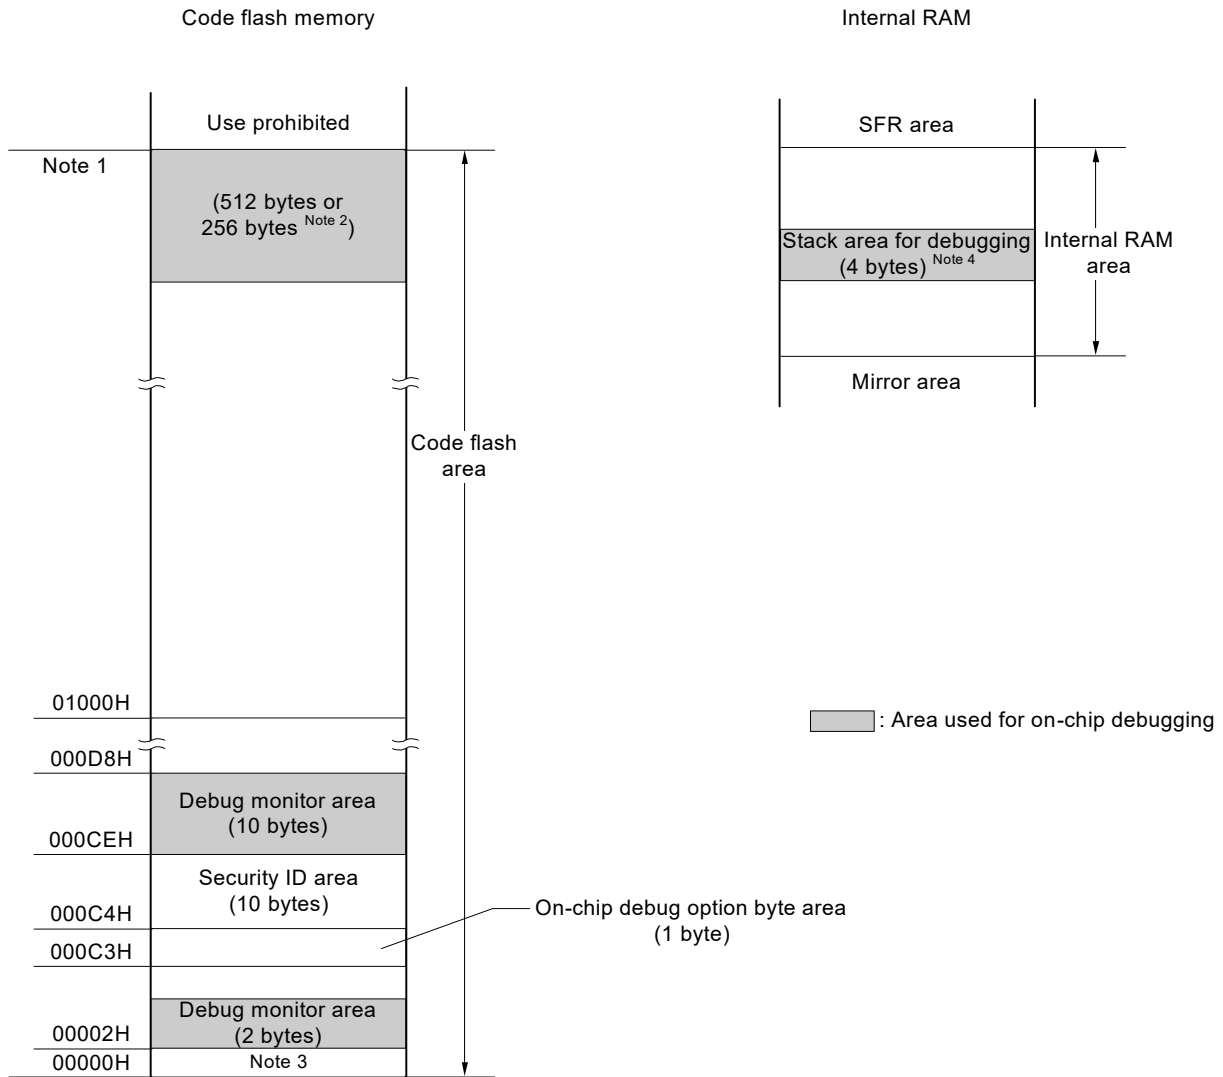 Code flash memory
Use prohibited
Note 1
(512 bytes or
256 bytes Note 2)
Code flash
area
01000H
000D8H
Debug monitor area
(10 bytes)
000CEH
Security ID area
(10 bytes)
000C4H
On-chip debug option byte area
(1 byte)
000C3H
Debug monitor area
(2 bytes)
00002H
00000H
Note 3
Internal RAM
SFR area
Stack area for debugging
(4 bytes) Note 4
Internal RAM
area
Mirror area
: Area used for on-chip debugging